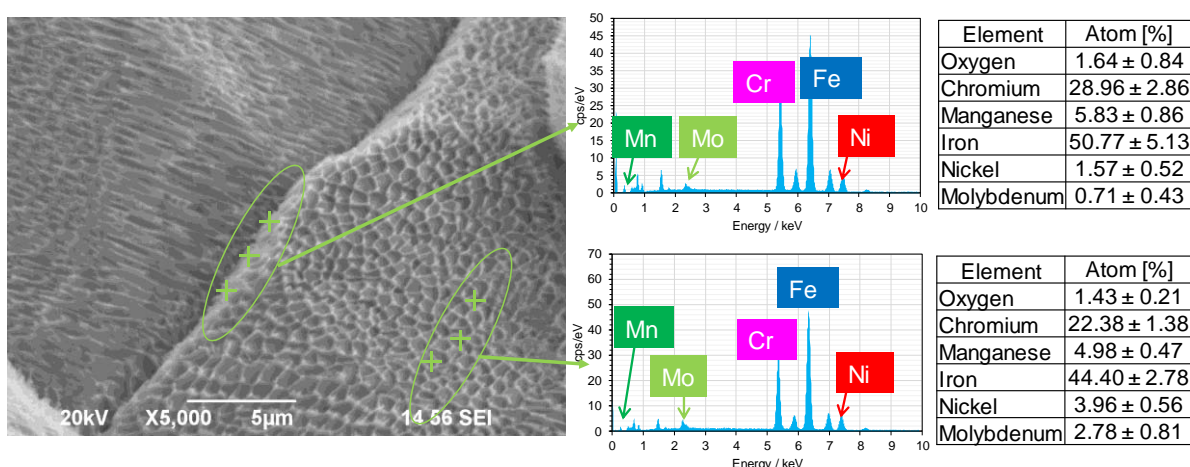 20kV X5,000 5µm 14 56 SEI
50
45
40
35
30
25
20
15
10
5
0
cps/eV
Cr
Fe
Mn
Mo
Ni
0 1 2 3 4 5 6 7 8 9 10
Energy / keV
Element Atom [%]
Oxygen 1.64 ± 0.84
Chromium 28.96 ± 2.86
Manganese 5.83 ± 0.86
Iron 50.77 ± 5.13
Nickel 1.57 ± 0.52
Molybdenum 0.71 ± 0.43
70
60
50
40
30
20
10
0
cps/eV
Fe
Mn
Cr
Mo
Ni
0 1 2 3 4 5 6 7 8 9 10
Energy / keV
Element Atom [%]
Oxygen 1.43 ± 0.21
Chromium 22.38 ± 1.38
Manganese 4.98 ± 0.47
Iron 44.40 ± 2.78
Nickel 3.96 ± 0.56
Molybdenum 2.78 ± 0.81